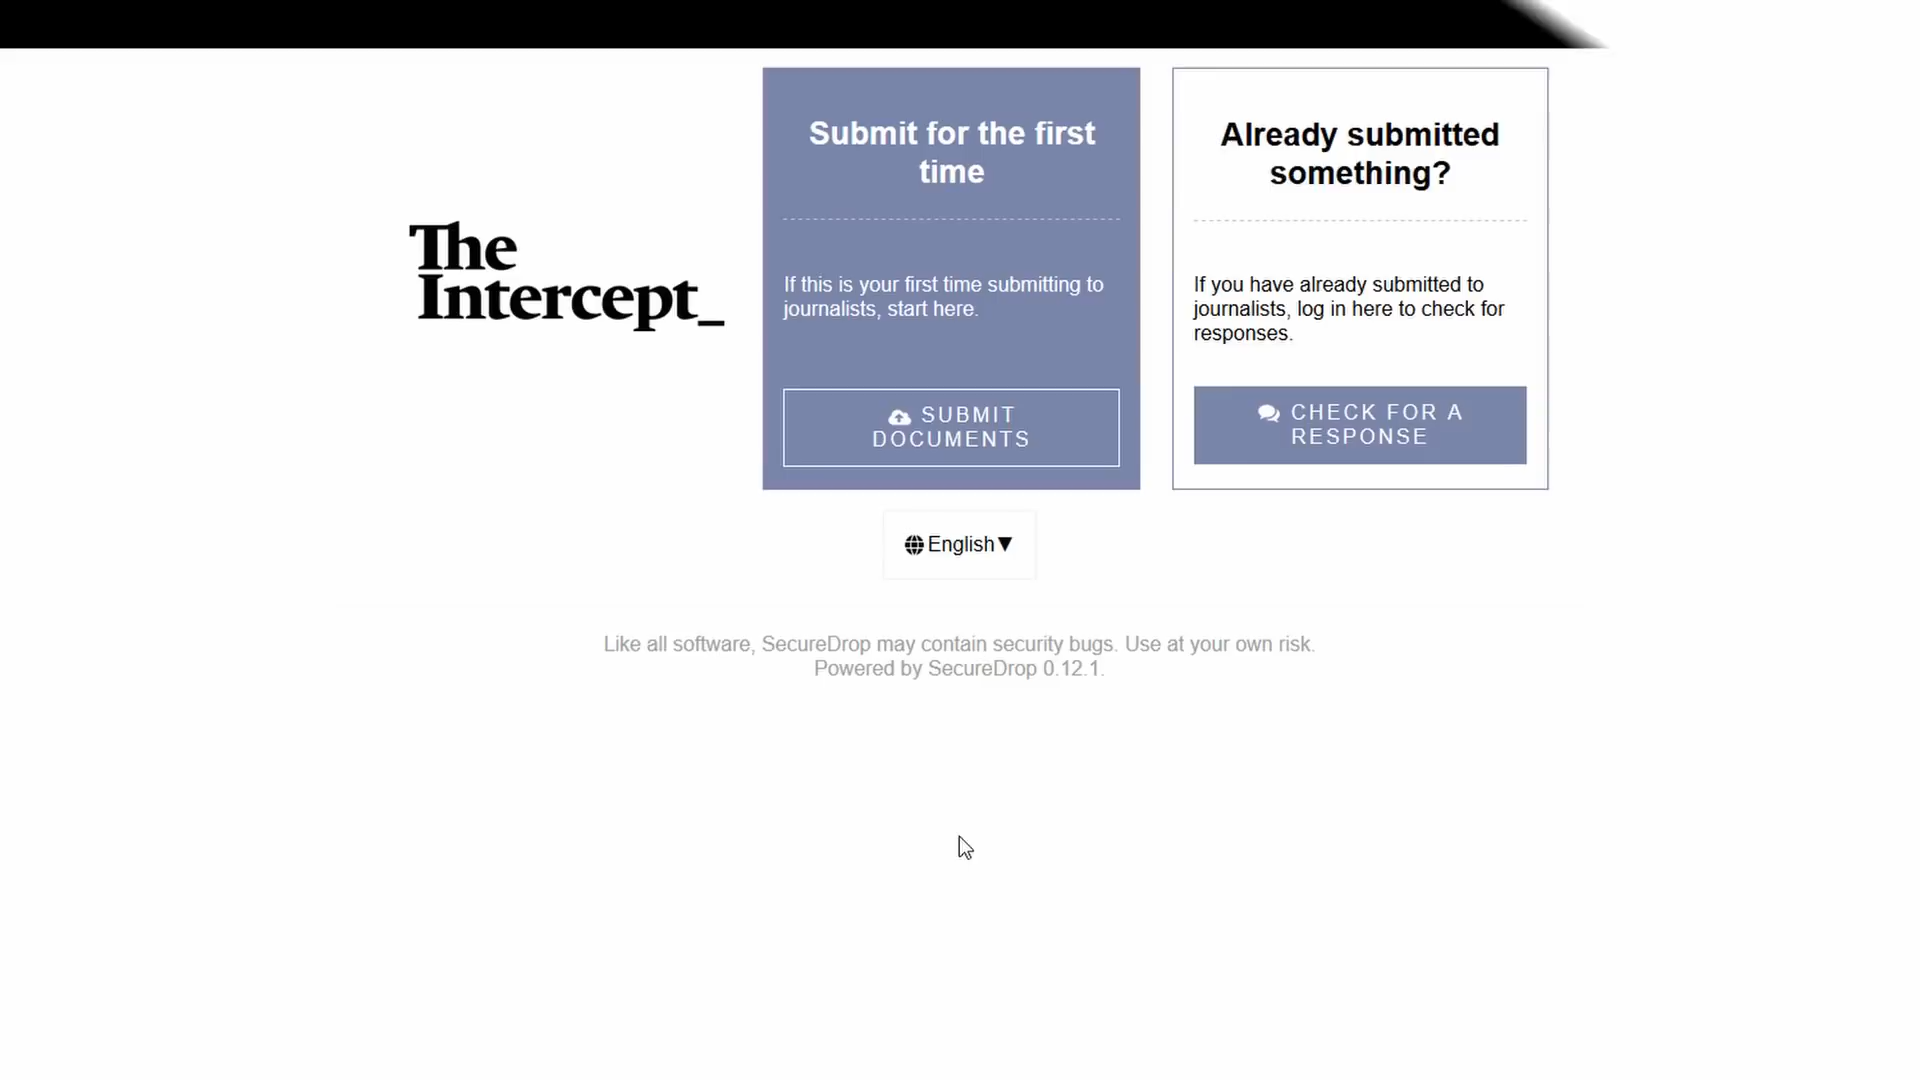 The
Intercept_
Submit for the first
time
If this is your first time submitting to
journalists, start here.
SUBMIT
DOCUMENTS
Already submitted
something?
If you have already submitted to
journalists, log in here to check for
responses.
CHECK FOR A
RESPONSE
English▼
Like all software, SecureDrop may contain security bugs. Use at your own risk.
Powered by SecureDrop 0.12.1.